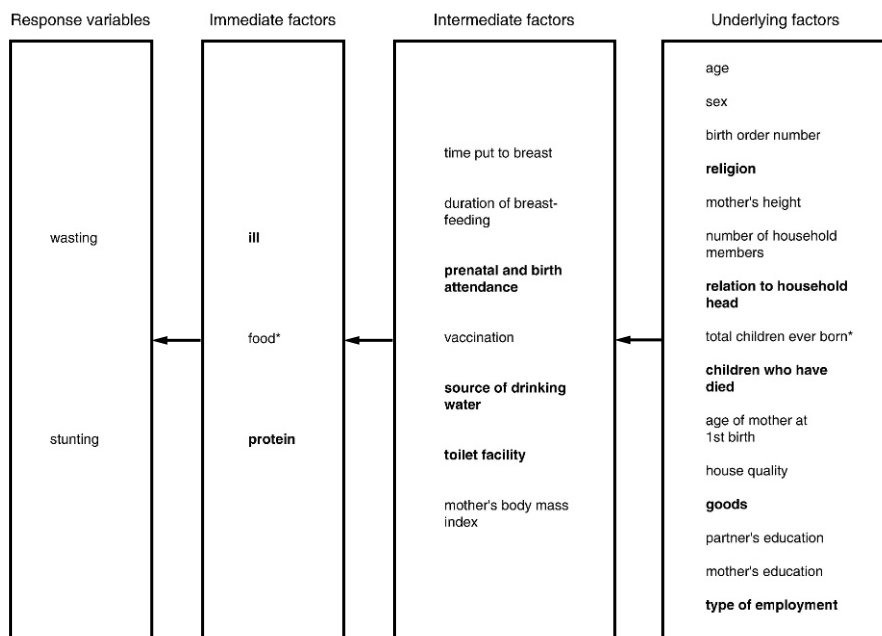 Response variables
Immediate factors
Intermediate factors
Underlying factors
wasting
stunting
ill
food*
protein
time put to breast
duration of breast-
feeding
prenatal and birth
attendance
vaccination
source of drinking
water
toilet facility
mother's body mass
index
age
sex
birth order number
religion
mother's height
number of household
members
relation to household
head
total children ever born*
children who have
died
age of mother at
1st birth
house quality
goods
partner's education
mother's education
type of employment